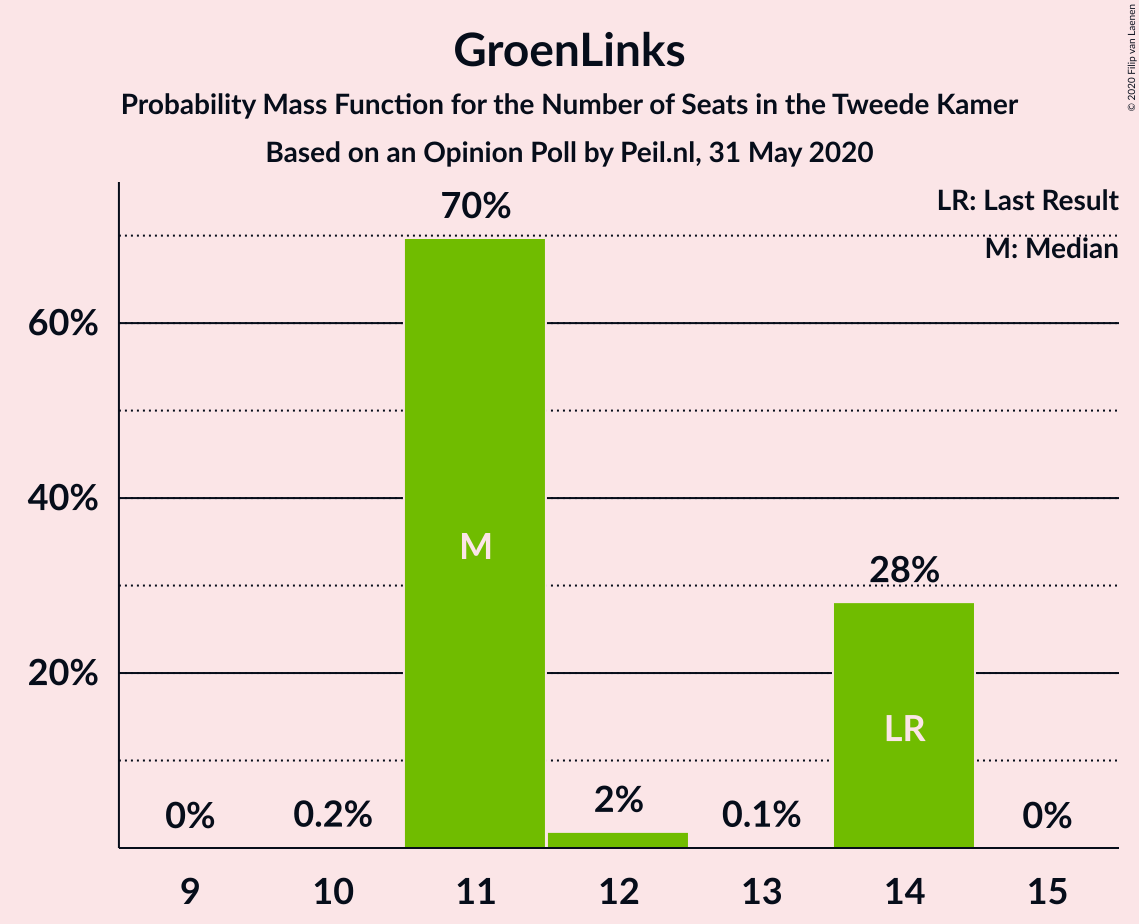 GroenLinks
Probability Mass Function for the Number of Seats in the Tweede Kamer
Based on an Opinion Poll by Peil.nl, 31 May 2020
© 2020 Filip van Laenen
LR: Last Result
M: Median
60%
40%
20%
0%
0.2%
70%
M
2%
0.1%
28%
LR
0%
9
10
11
12
13
14
15